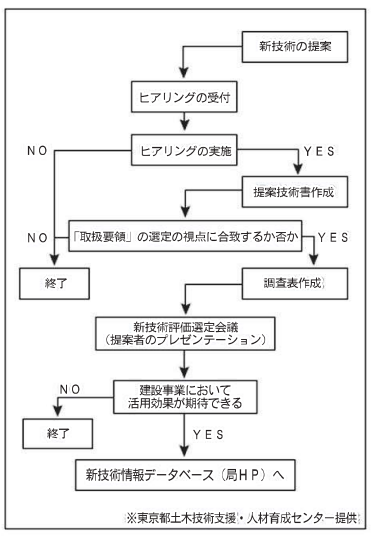 新技術の提案
ヒアリングの受付
ヒアリングの実施
NO
YES
提案技術書作成
「取扱要領」の選定の視点に合致するか否か
NO
YES
終了
調査表作成
新技術評価選定会議
(提案者のプレゼンテーション)
建設事業において
活用効果が期待できる
NO
終了
YES
新技術情報データベース(局HP)へ
※東京都土木技術支援・人材育成センター提供